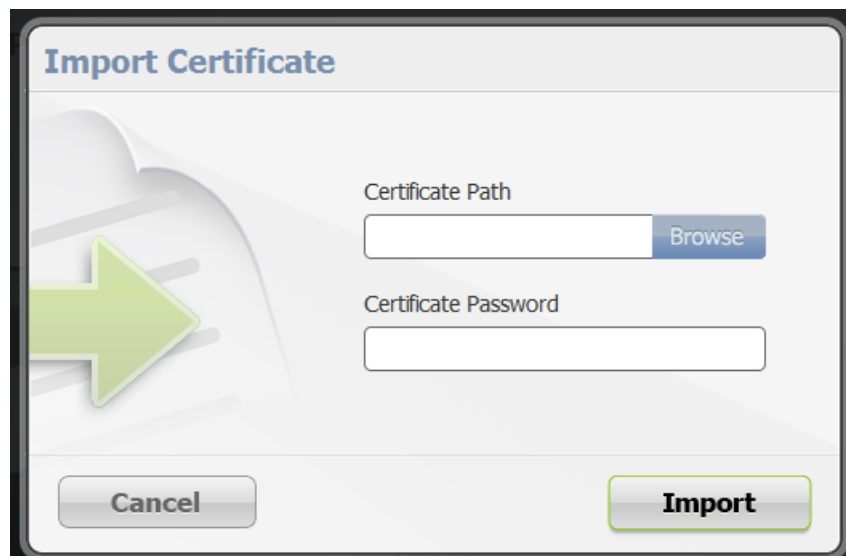 Import Certificate
Certificate Path
Browse
Certificate Password
Cancel
Import